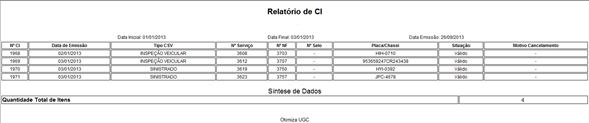 Relatório de CI
Data Inicial: 01/01/2013 Data Final: 03/01/2013 Data Emissão: 26/09/2013
Nº CI Data de Emissão Tipo CSV Nº Serviço Nº NF Nº Selo Placa/Chassi Situação Motivo Cancelamento
1968 02/01/2013 INSPEÇÃO VEICULAR 3608 3703 - HIH-0710 Válido -
1969 03/01/2013 INSPEÇÃO VEICULAR 3612 3707 - 953658247CR243438 Válido -
1970 03/01/2013 SINISTRADO 3619 3750 - HYI-0392 Válido -
1971 03/01/2013 SINISTRADO 3623 3757 - JPC-4678 Válido -
Síntese de Dados
Quantidade Total de Itens 4
Otimiza UGC